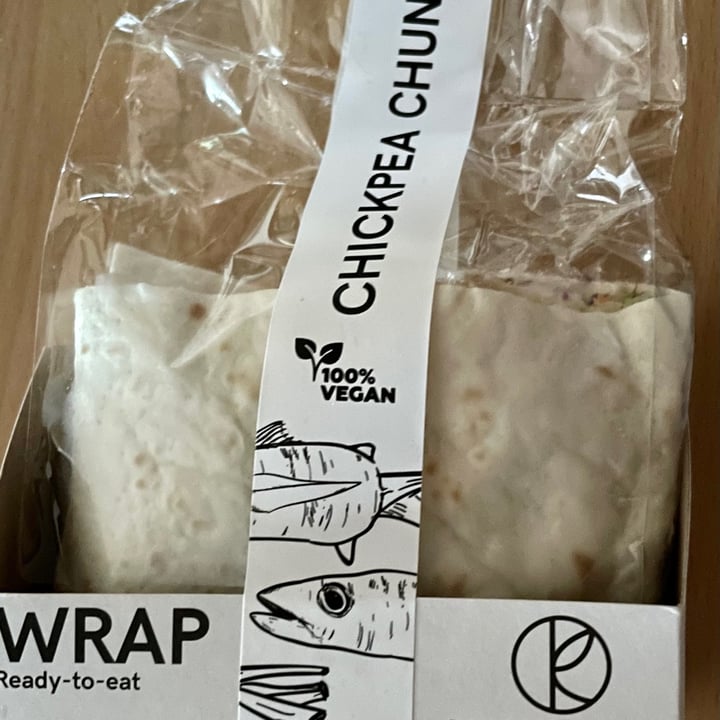 CHICKPEA CHUN
100%
VEGAN
WRAP
Ready-to-eat